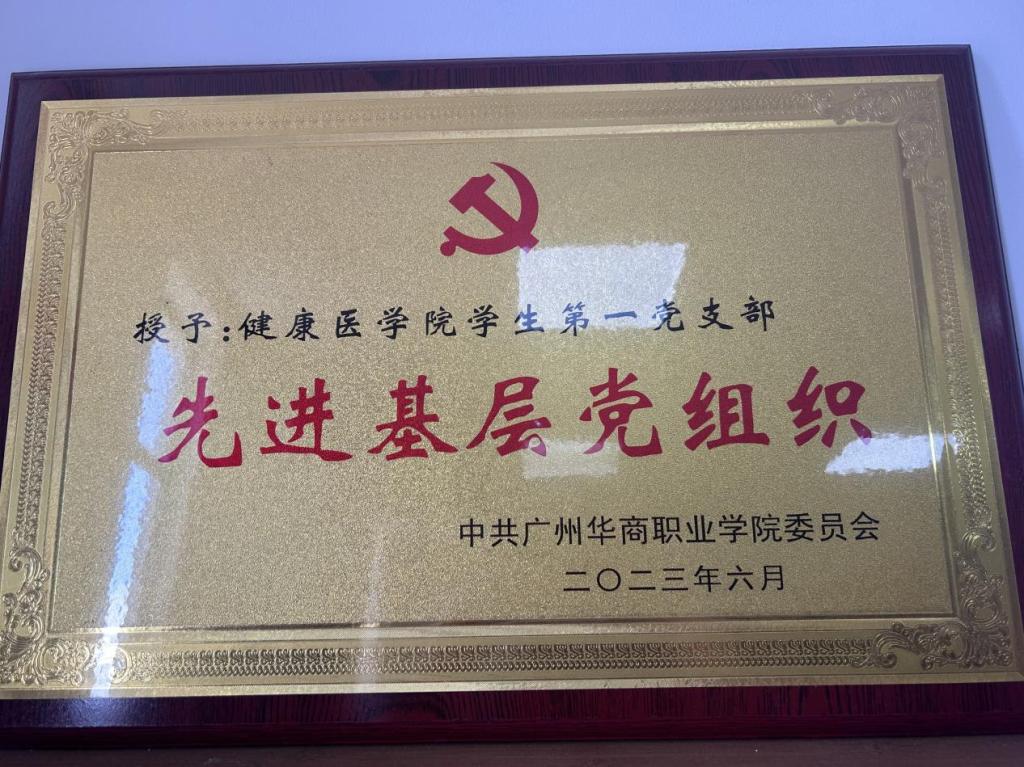 授予:健康医学院学生第一党支部
先进基层党组织
中共广州华商职业学院委员会
二〇二三年六月